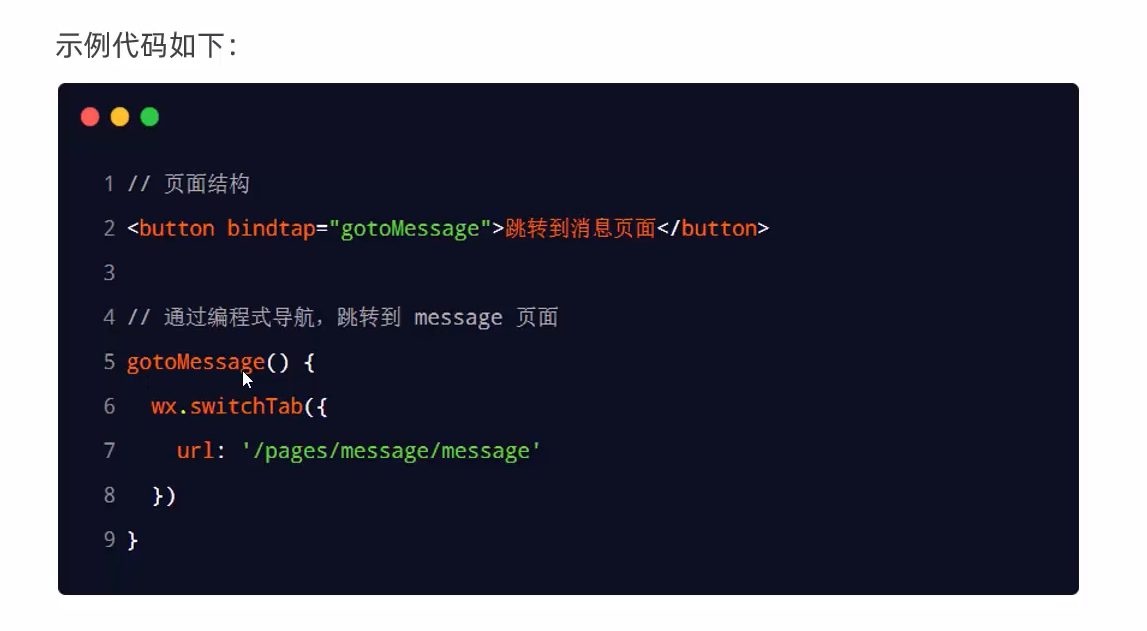 示例代码如下：
1 // 页面结构
2 <button bindtap="gotoMessage">跳转到消息页面</button>
3
4 // 通过编程式导航，跳转到 message 页面
5 gotoMessage() {
6   wx.switchTab({
7     url: '/pages/message/message'
8   })
9 }